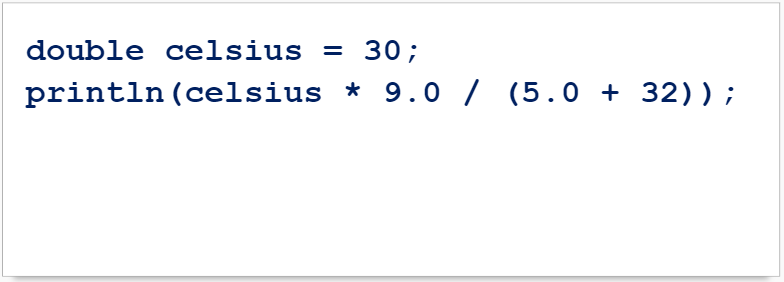 double celsius = 30;
println(celsius * 9.0 / (5.0 + 32));